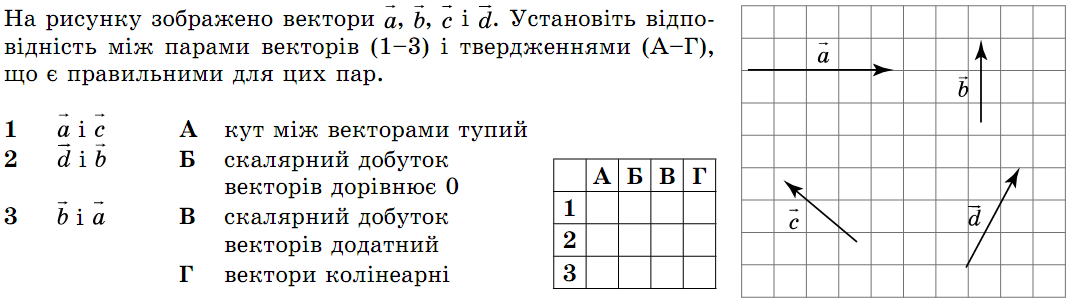 На рисунку зображено вектори a⃗, b⃗, c⃗ і d⃗. Установіть відпо-
відність між парами векторів (1–3) і твердженнями (А–Г),
що є правильними для цих пар.
1 a⃗ і c⃗
2 d⃗ і b⃗
3 b⃗ і a⃗
А кут між векторами тупий
Б скалярний добуток
векторів дорівнює 0
В скалярний добуток
векторів додатний
Г вектори колінеарні
А Б В Г
1
2
3
a⃗
b⃗
c⃗
d⃗